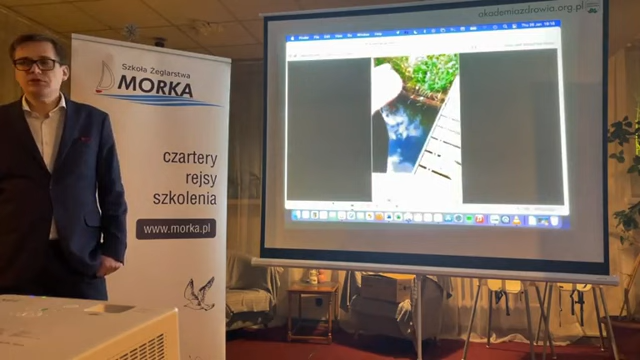 Szkoła Żeglarstwa
MORKA
czartery
rejsy
szkolenia
www.morka.pl
akademiazdrowia.org.pl